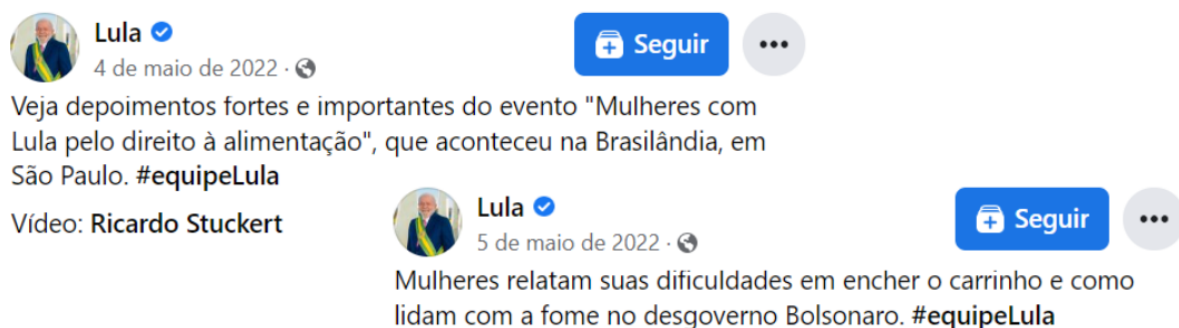 Lula
Seguir
4 de maio de 2022
Veja depoimentos fortes e importantes do evento "Mulheres com
Lula pelo direito à alimentação", que aconteceu na Brasilândia, em
São Paulo. #equipeLula
Vídeo: Ricardo Stuckert
Lula
Seguir
5 de maio de 2022
Mulheres relatam suas dificuldades em encher o carrinho e como
lidam com a fome no desgoverno Bolsonaro. #equipeLula